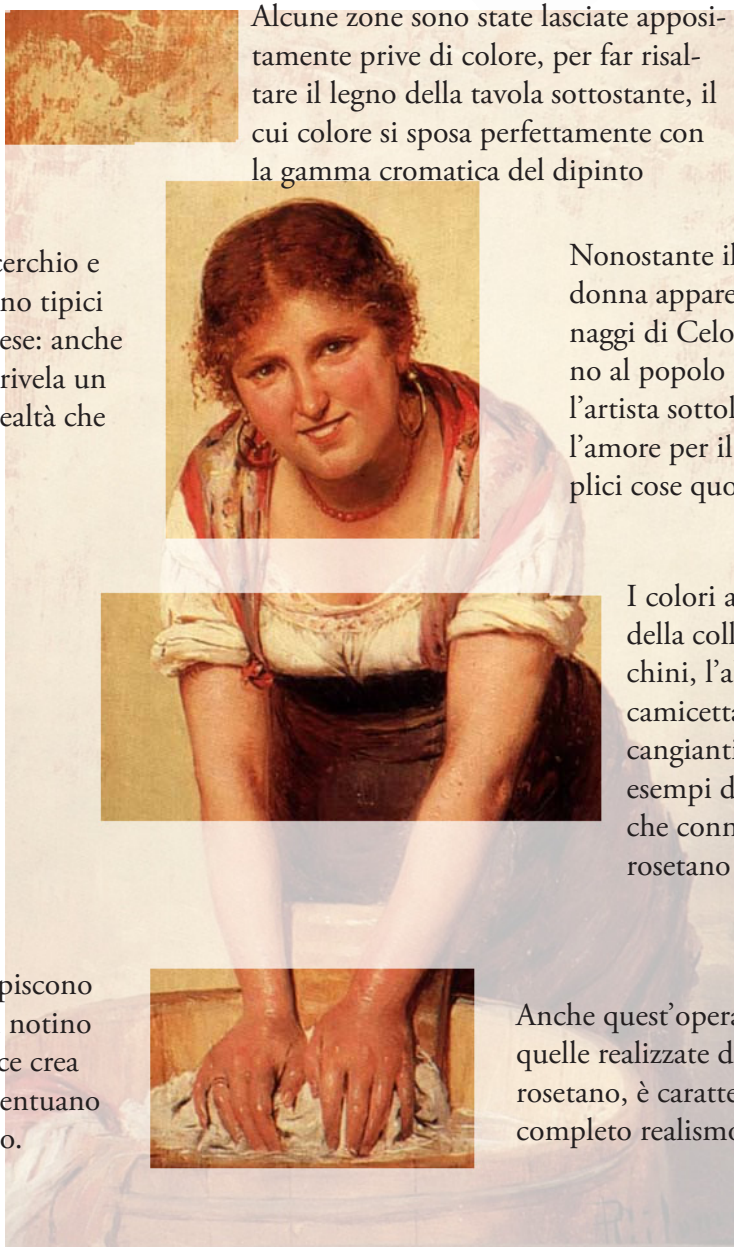 Alcune zone sono state lasciate apposi-
tamente prive di colore, per far risal-
tare il legno della tavola sottostante, il
cui colore si sposa perfettamente con
la gamma cromatica del dipinto
cerchio e
no tipici
ese: anche
rivela un
ealtà che
Nonostante il
donna appare
naggi di Celo
no al popolo
l'artista sottol
l'amore per il
plici cose quo
I colori a
della coll
chini, l'a
camicetta
cangianti
esempi d
che conn
rosetano
piscono
notino
ce crea
entuano
o.
Anche quest'opera
quelle realizzate d
rosetano, è caratte
completo realismo